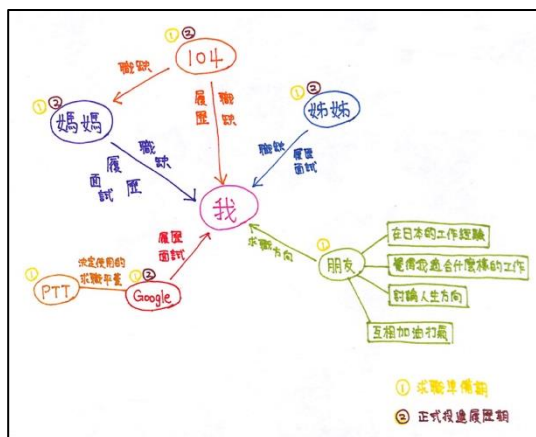 ① ②
104
職缺
① ②
媽媽
履歷
職缺
① ②
姊姊
職缺
履歷
面試
職缺
履歷
面試
我
履歷
面試
求職方向
決定使用的
求職平臺
①
PTT
① ②
Google
①
朋友
在日本的工作經驗
覺得我適合什麼樣的工作
討論人生方向
互相加油打氣
① 求職準備期
② 正式投遞履歷期